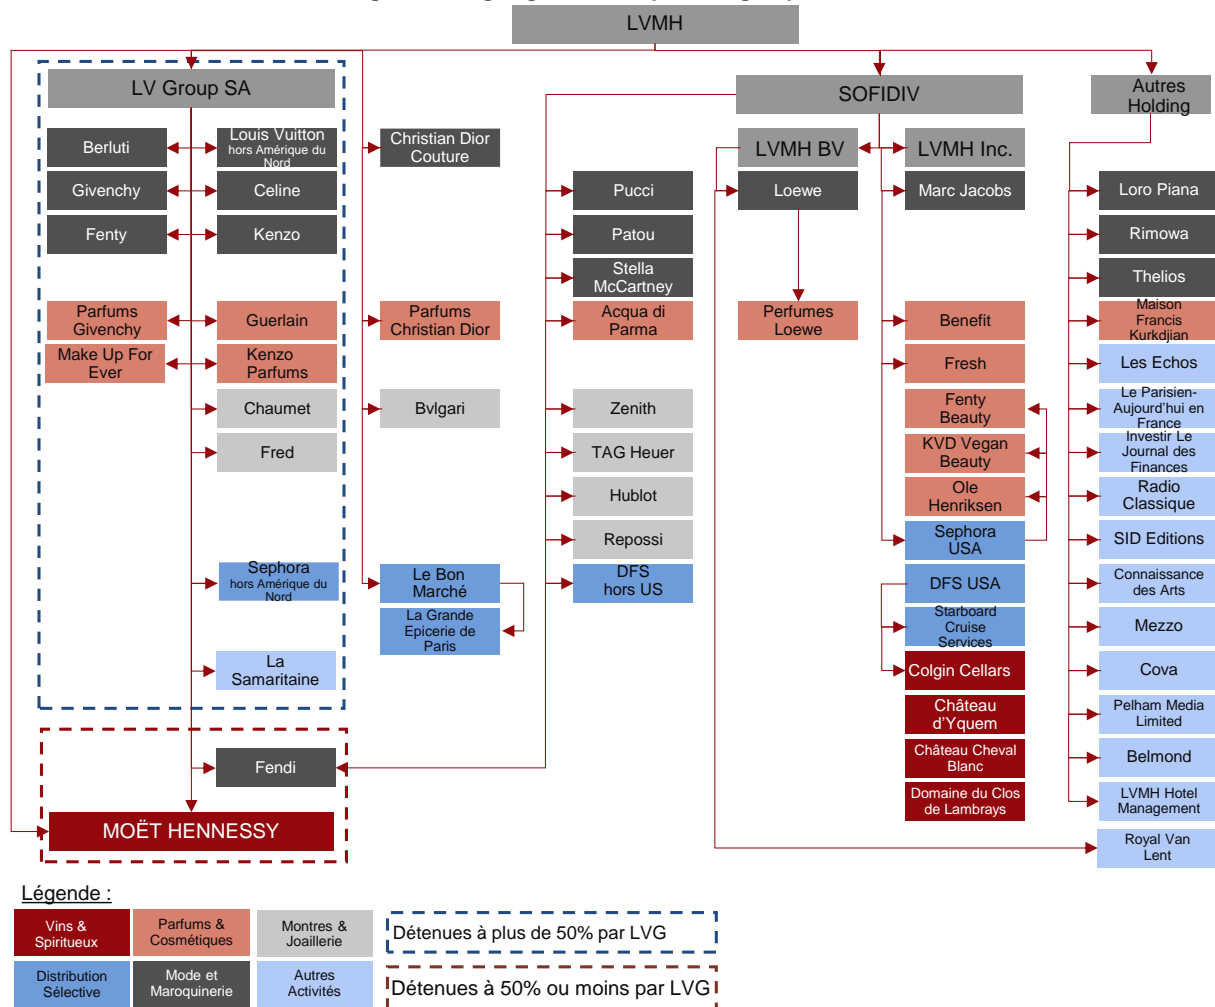 LVMH
LV Group SA
SOFIDIV
Autres
Holding
Berluti
Louis Vuitton
hors Amérique du
Nord
Christian Dior
Couture
LVMH BV
LVMH Inc.
Givenchy
Celine
Pucci
Loewe
Marc Jacobs
Loro Piana
Fenty
Kenzo
Patou
Rimowa
Stella
McCartney
Thelios
Parfums
Givenchy
Guerlain
Parfums
Christian Dior
Acqua di
Parma
Perfumes
Loewe
Benefit
Maison
Francis
Kurkdjian
Make Up For
Ever
Kenzo
Parfums
Fresh
Les Echos
Chaumet
Bvlgari
Zenith
Fenty
Beauty
Le Parisien-
Aujourd'hui en
France
Fred
TAG Heuer
KVD Vegan
Beauty
Investir Le
Journal des
Finances
Hublot
Ole
Henriksen
Radio
Classique
Repossi
Sephora
USA
SID Editions
Sephora
hors Amérique du
Nord
Le Bon
Marché
DFS
hors US
DFS USA
Connaissance
des Arts
La Grande
Epicerie de
Paris
Starboard
Cruise
Services
Mezzo
La
Samaritaine
Colgin Cellars
Cova
Château
d'Yquem
Pelham Media
Limited
Fendi
Château Cheval
Blanc
Belmond
Domaine du Clos
de Lambrays
LVMH Hotel
Management
MOËT HENNESSY
Royal Van
Lent
Légende :
Vins &
Spiritueux
Parfums &
Cosmétiques
Montres &
Joaillerie
Détenues à plus de 50% par LVG
Distribution
Sélective
Mode et
Maroquinerie
Autres
Activités
Détenues à 50% ou moins par LVG